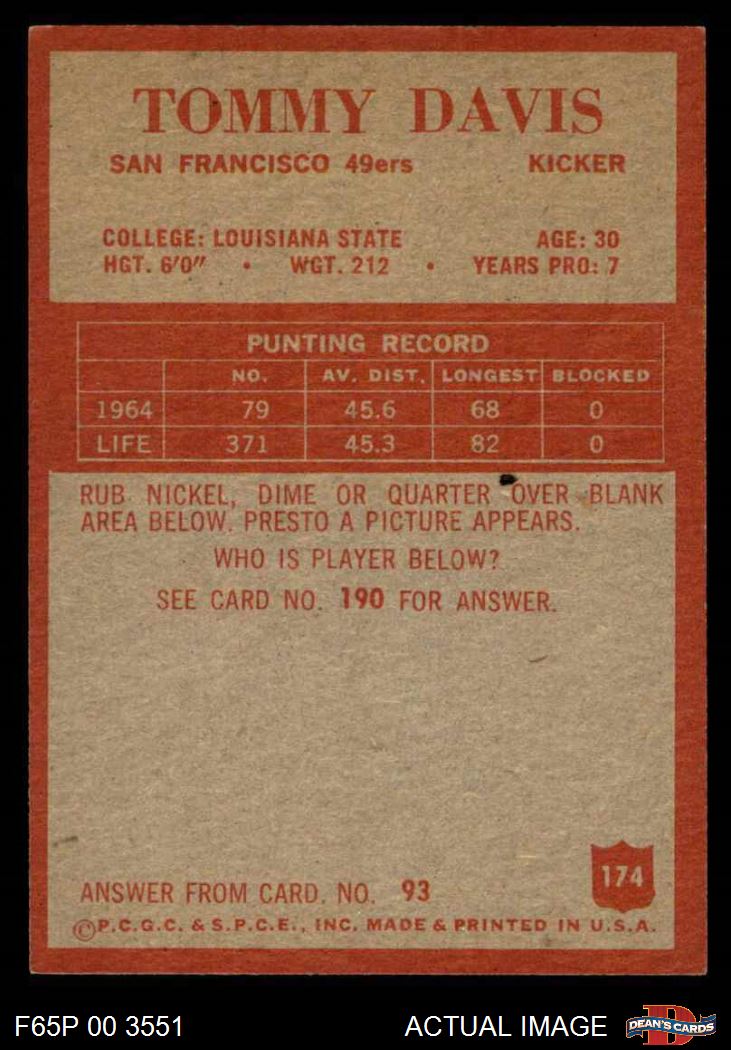 TOMMY DAVIS
SAN FRANCISCO 49ers KICKER
COLLEGE: LOUISIANA STATE AGE: 30
HGT. 6'0" • WGT. 212 • YEARS PRO: 7
PUNTING RECORD
NO. AV. DIST. LONGEST BLOCKED
1964 79 45.6 68 0
LIFE 371 45.3 82 0
RUB NICKEL, DIME OR QUARTER OVER BLANK
AREA BELOW. PRESTO A PICTURE APPEARS.
WHO IS PLAYER BELOW?
SEE CARD NO. 190 FOR ANSWER.
174
ANSWER FROM CARD. NO. 93
©P.C.G.C. & S.P.C.E., INC. MADE & PRINTED IN U.S.A.
F65P 00 3551 ACTUAL IMAGE D DEAN'S CARDS